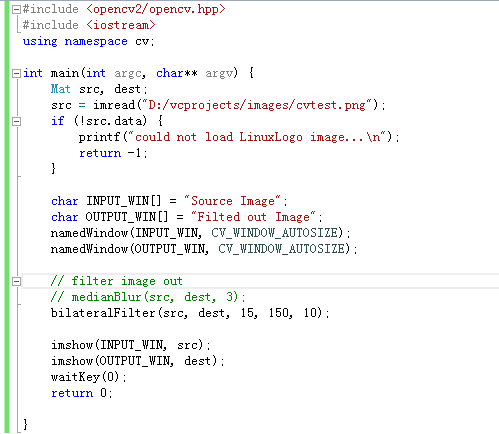 #include <opencv2/opencv.hpp>
#include <iostream>
using namespace cv;
int main(int argc, char** argv) {
Mat src, dest;
src = imread("D:/vcprojects/images/cvtest.png");
if (!src.data) {
printf("could not load LinuxLogo image...\n");
return -1;
}
char INPUT_WIN[] = "Source Image";
char OUTPUT_WIN[] = "Filted out Image";
namedWindow(INPUT_WIN, CV_WINDOW_AUTOSIZE);
namedWindow(OUTPUT_WIN, CV_WINDOW_AUTOSIZE);
// filter image out
// medianBlur(src, dest, 3);
bilateralFilter(src, dest, 15, 150, 10);
imshow(INPUT_WIN, src);
imshow(OUTPUT_WIN, dest);
waitKey(0);
return 0;
}